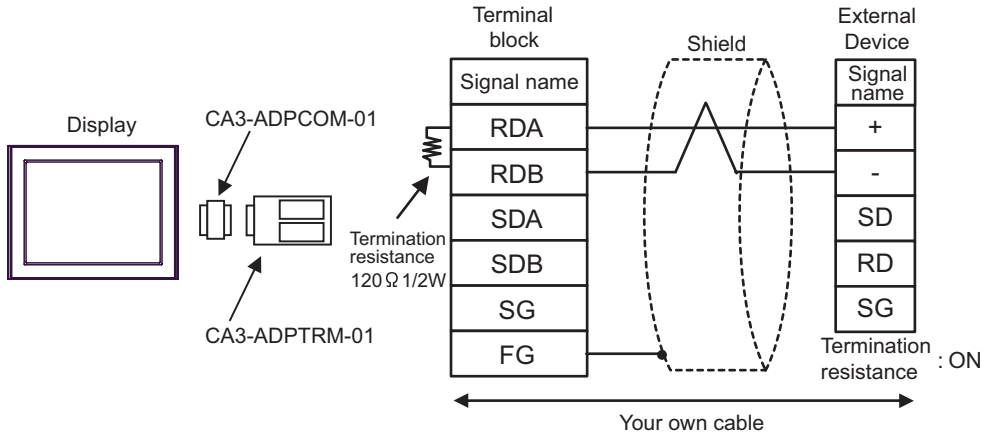 Display
CA3-ADPCOM-01
CA3-ADPTRM-01
Termination
resistance
120Ω 1/2W
Terminal
block
Signal name
RDA
RDB
SDA
SDB
SG
FG
Shield
External
Device
Signal
name
+
-
SD
RD
SG
Termination
resistance : ON
Your own cable